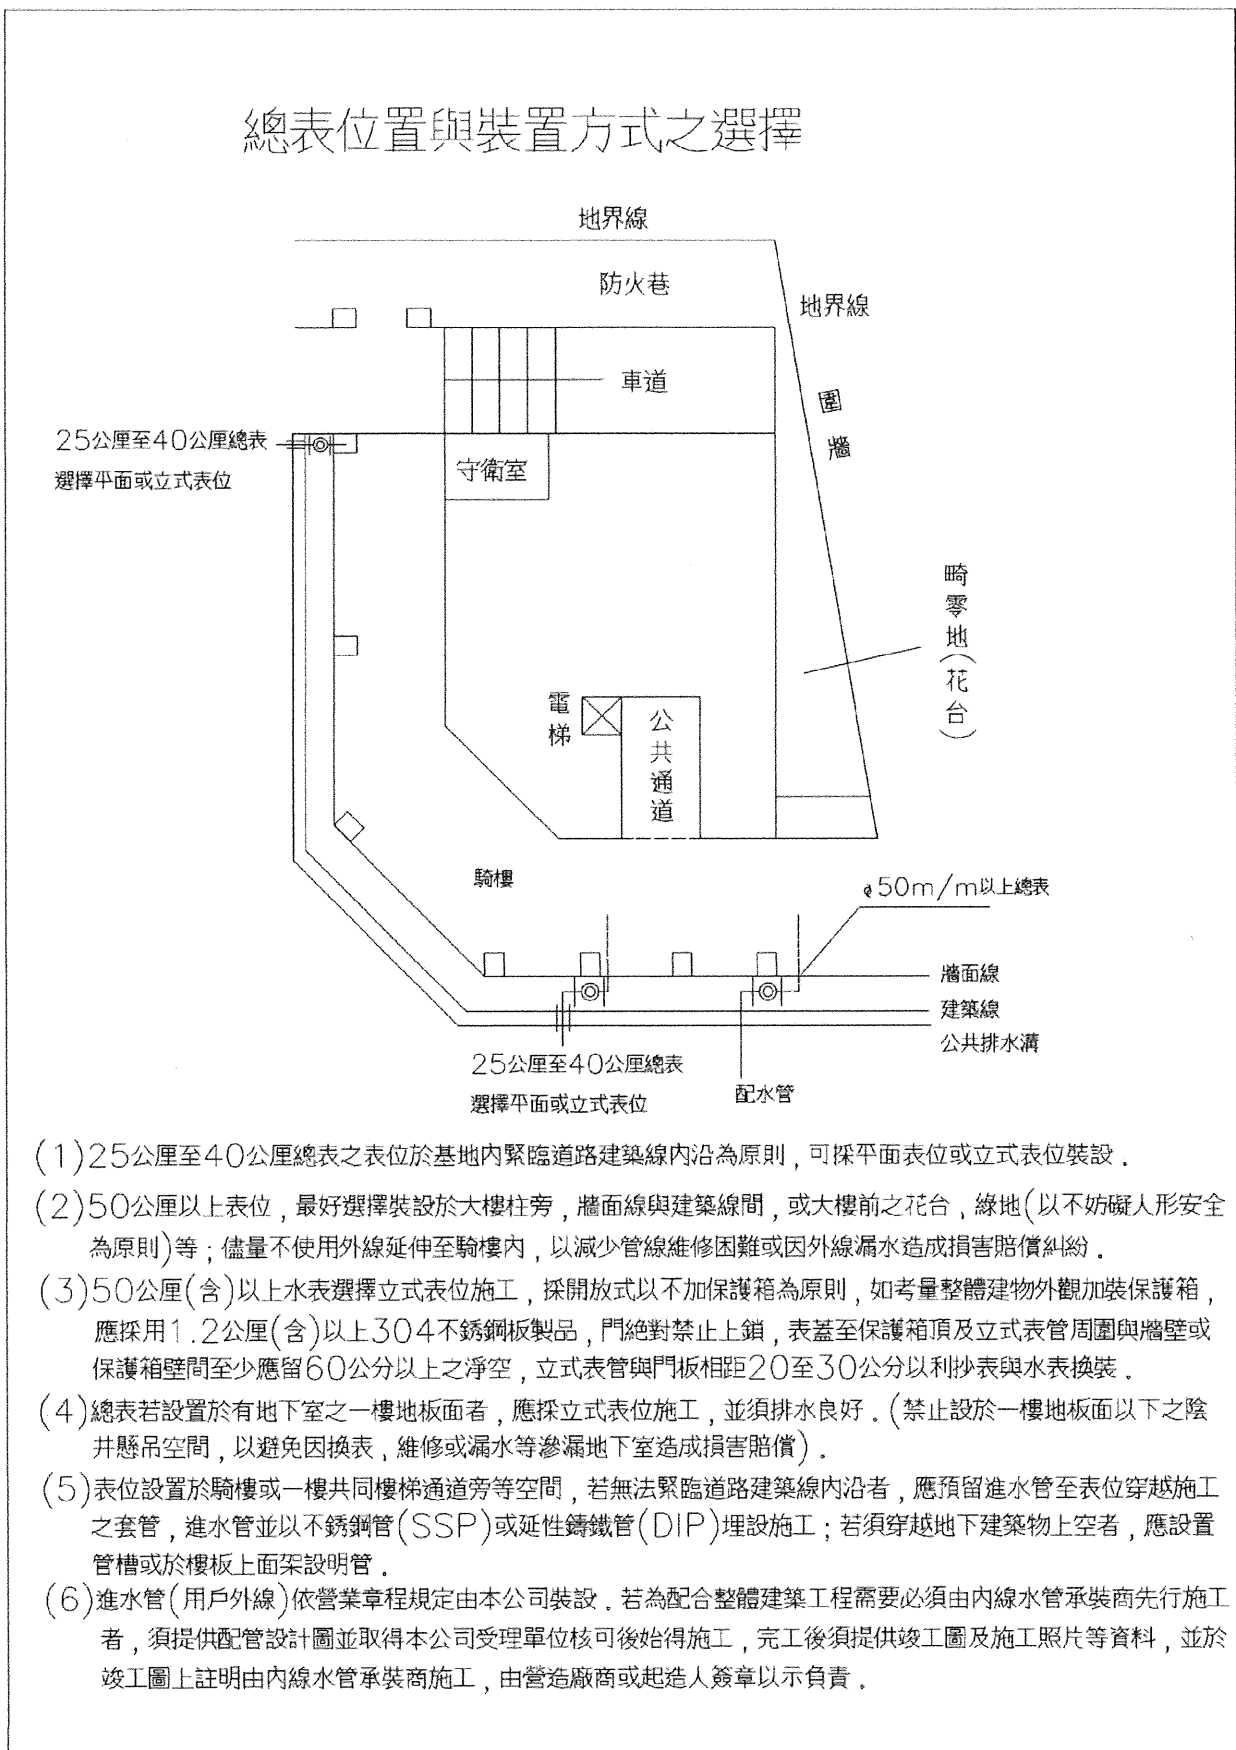 總表位置與裝置方式之選擇
地界線
防火巷
地界線
車道
圍牆
25公厘至40公厘總表
選擇平面或立式表位
守衛室
畸零地(花台)
電梯
公共通道
騎樓
φ50m/m以上總表
牆面線
建築線
公共排水溝
25公厘至40公厘總表
選擇平面或立式表位
配水管
(1)25公厘至40公厘總表之表位於基地內緊臨道路建築線內沿為原則，可採平面表位或立式表位裝設．
(2)50公厘以上表位，最好選擇裝設於大樓柱旁，牆面線與建築線間，或大樓前之花台、綠地(以不妨礙人形安全
為原則)等；儘量不使用外線延伸至騎樓內，以減少管線維修困難或因外線漏水造成損害賠償糾紛．
(3)50公厘(含)以上水表選擇立式表位施工，採開放式以不加保護箱為原則，如考量整體建物外觀加裝保護箱，
應採用1.2公厘(含)以上304不銹鋼板製品，門絕對禁止上鎖，表蓋至保護箱頂及立式表管周圍與牆壁或
保護箱壁間至少應留60公分以上之淨空，立式表管與門板相距20至30公分以利抄表與水表換裝．
(4)總表若設置於有地下室之一樓地板面者，應採立式表位施工，並須排水良好．(禁止設於一樓地板面以下之陰
井懸吊空間，以避免因換表，維修或漏水等滲漏地下室造成損害賠償)．
(5)表位設置於騎樓或一樓共同樓梯通道旁等空間，若無法緊臨道路建築線內沿者，應預留進水管至表位穿越施工
之套管，進水管並以不銹鋼管(SSP)或延性鑄鐵管(DIP)埋設施工；若須穿越地下建築物上空者，應設置
管槽或於樓板上面架設明管．
(6)進水管(用戶外線)依營業章程規定由本公司裝設．若為配合整體建築工程需要必須由內線水管承裝商先行施工
者，須提供配管設計圖並取得本公司受理單位核可後始得施工，完工後須提供竣工圖及施工照片等資料，並於
竣工圖上註明由內線水管承裝商施工，由營造廠商或起造人簽章以示負責．